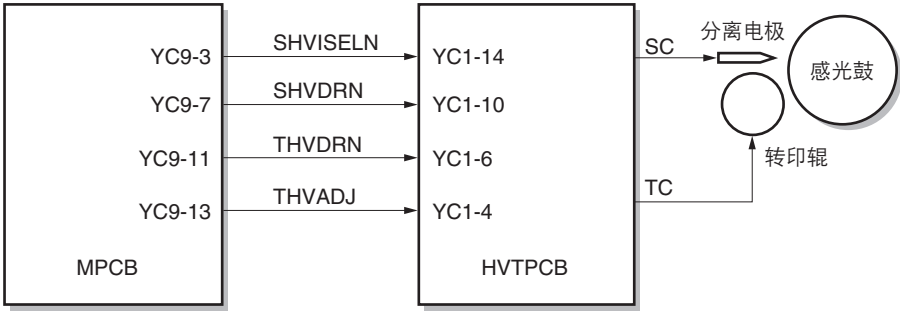 分离电极
SHVISELN
SC
YC9-3
YC1-14
感光鼓
SHVDRN
YC9-7
YC1-10
THVDRN
YC9-11
YC1-6
转印辊
THVADJ
TC
YC9-13
YC1-4
MPCB
HVTPCB